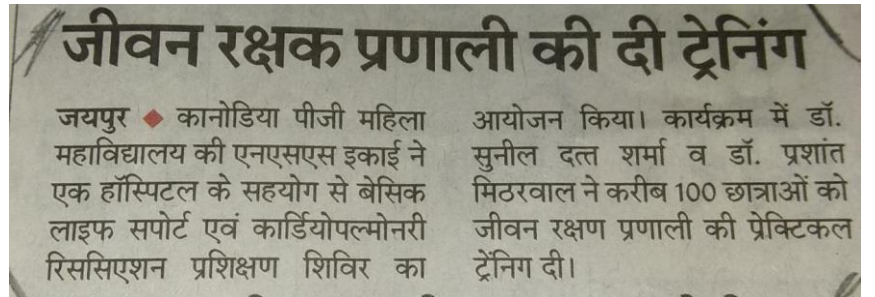 जीवन रक्षक प्रणाली की दी ट्रेनिंग
जयपुर ◆ कानोडिया पीजी महिला
महाविद्यालय की एनएसएस इकाई ने
एक हॉस्पिटल के सहयोग से बेसिक
लाइफ सपोर्ट एवं कार्डियोपल्मोनरी
रिससिएशन प्रशिक्षण शिविर का
आयोजन किया। कार्यक्रम में डॉ.
सुनील दत्त शर्मा व डॉ. प्रशांत
मिठरवाल ने करीब 100 छात्राओं को
जीवन रक्षण प्रणाली की प्रेक्टिकल
ट्रेंनिग दी।